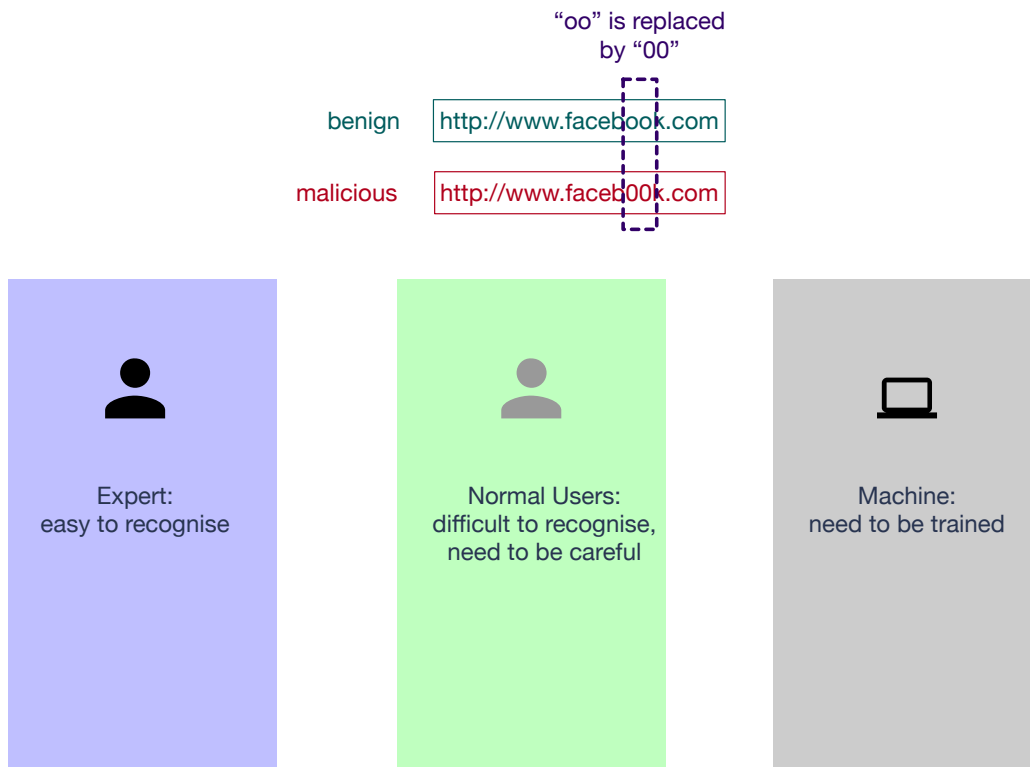 “oo” is replaced
by “00”
benign
http://www.facebook.com
malicious
http://www.faceb00k.com
Expert:
easy to recognise
Normal Users:
difficult to recognise,
need to be careful
Machine:
need to be trained